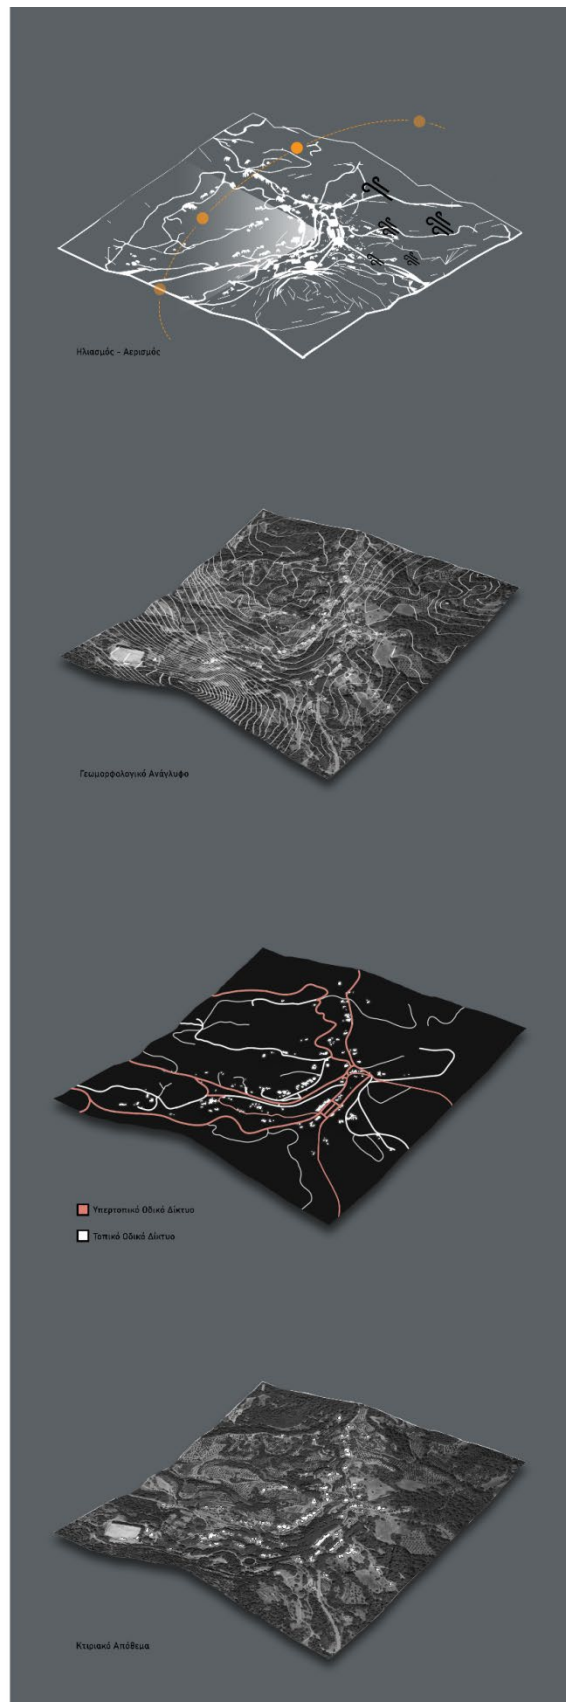 Ηλιασμός - Αερισμός
Γεωμορφολογικό Ανάγλυφο
Υπερτοπικό Οδικό Δίκτυο
Τοπικό Οδικό Δίκτυο
Κτιριακό Απόθεμα